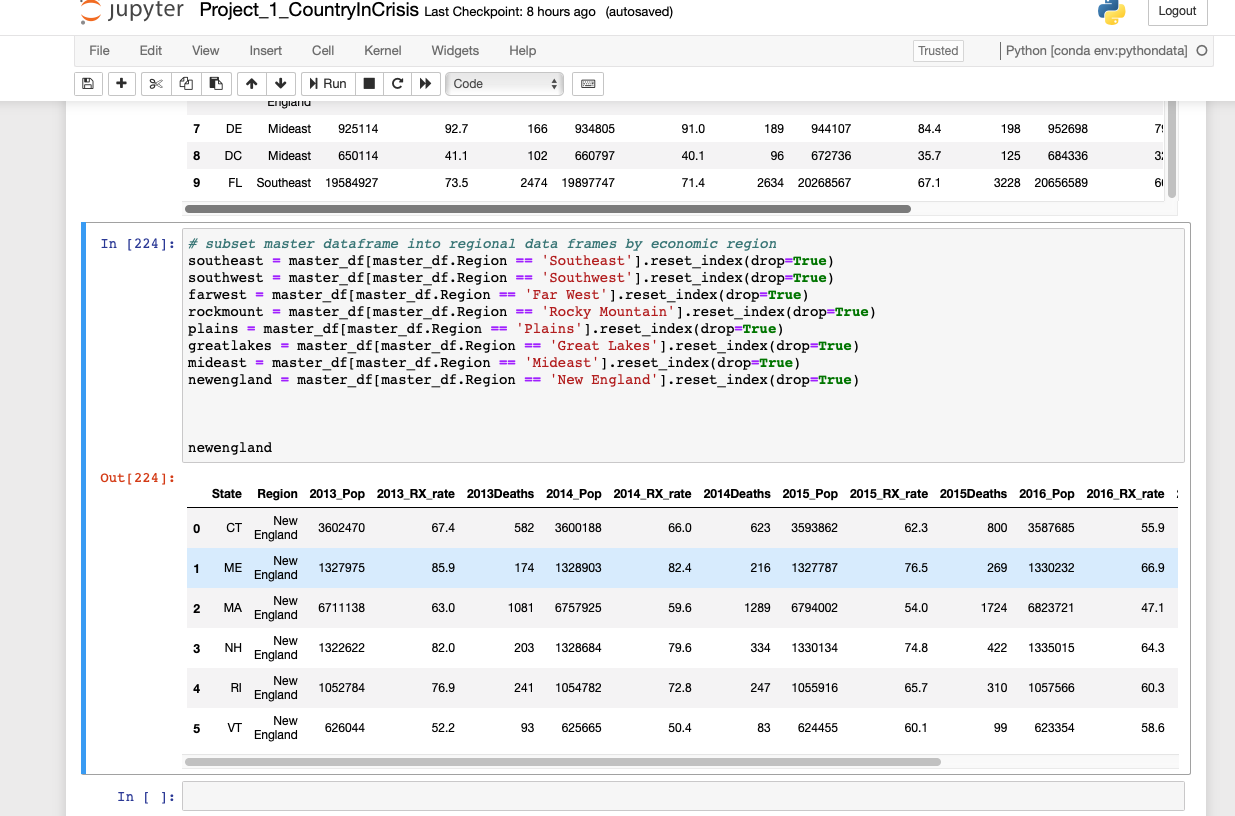 jupyter Project_1_CountryInCrisis Last Checkpoint: 8 hours ago (autosaved) Logout
File Edit View Insert Cell Kernel Widgets Help Trusted Python [conda env:pythondata]
Run Code
England
7 DE Mideast 925114 92.7 166 934805 91.0 189 944107 84.4 198 952698
8 DC Mideast 650114 41.1 102 660797 40.1 96 672736 35.7 125 684336
9 FL Southeast 19584927 73.5 2474 19897747 71.4 2634 20268567 67.1 3228 20656589
In [224]: # subset master dataframe into regional data frames by economic region
southeast = master_df[master_df.Region == 'Southeast'].reset_index(drop=True)
southwest = master_df[master_df.Region == 'Southwest'].reset_index(drop=True)
farwest = master_df[master_df.Region == 'Far West'].reset_index(drop=True)
rockmount = master_df[master_df.Region == 'Rocky Mountain'].reset_index(drop=True)
plains = master_df[master_df.Region == 'Plains'].reset_index(drop=True)
greatlakes = master_df[master_df.Region == 'Great Lakes'].reset_index(drop=True)
mideast = master_df[master_df.Region == 'Mideast'].reset_index(drop=True)
newengland = master_df[master_df.Region == 'New England'].reset_index(drop=True)
newengland
Out[224]:
State Region 2013_Pop 2013_RX_rate 2013Deaths 2014_Pop 2014_RX_rate 2014Deaths 2015_Pop 2015_RX_rate 2015Deaths 2016_Pop 2016_RX_rate
0 CT New England 3602470 67.4 582 3600188 66.0 623 3593862 62.3 800 3587685 55.9
1 ME New England 1327975 85.9 174 1328903 82.4 216 1327787 76.5 269 1330232 66.9
2 MA New England 6711138 63.0 1081 6757925 59.6 1289 6794002 54.0 1724 6823721 47.1
3 NH New England 1322622 82.0 203 1328684 79.6 334 1330134 74.8 422 1335015 64.3
4 RI New England 1052784 76.9 241 1054782 72.8 247 1055916 65.7 310 1057566 60.3
5 VT New England 626044 52.2 93 625665 50.4 83 624455 60.1 99 623354 58.6
In [ ]: